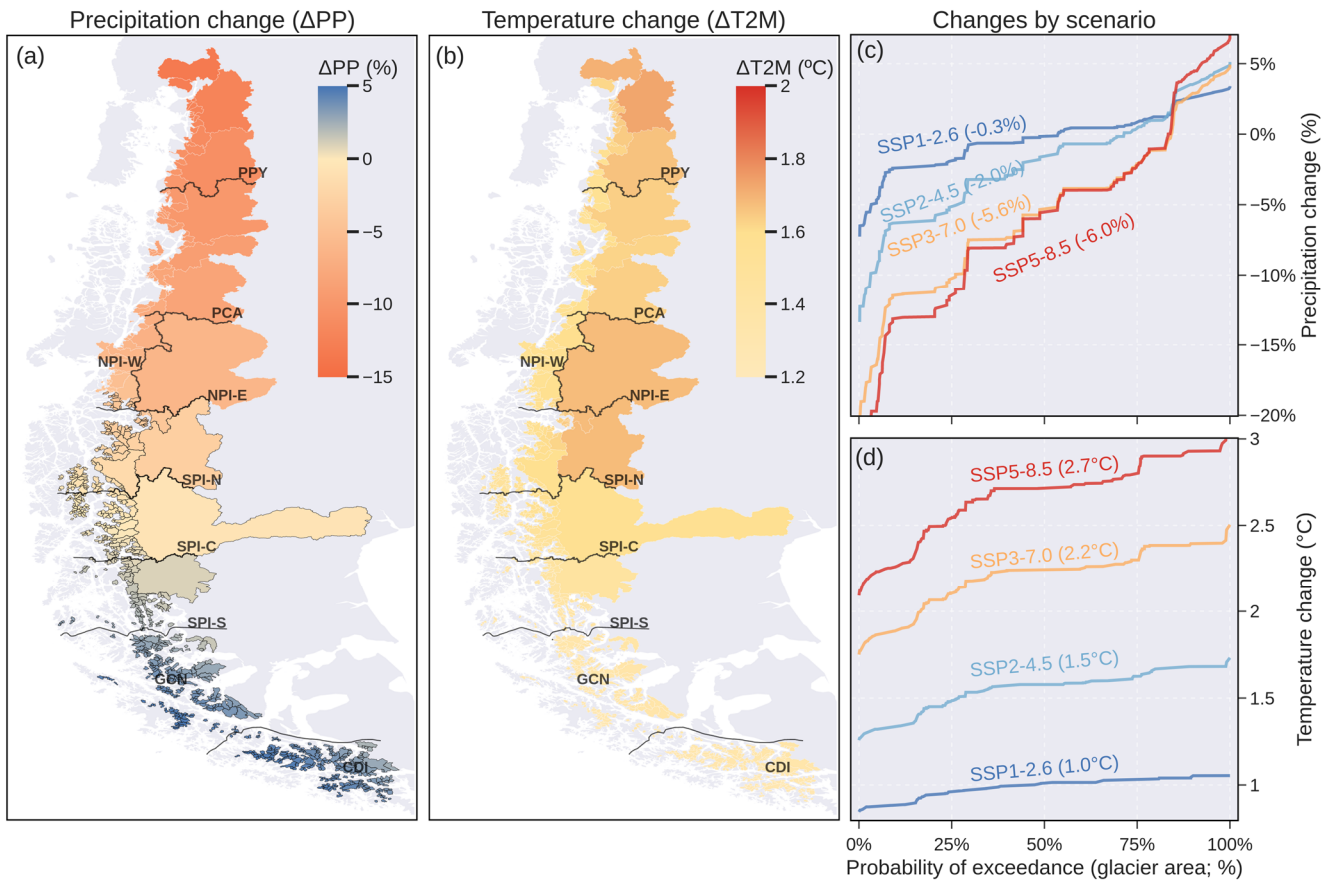 Precipitation change (ΔPP)
(a)
ΔPP (%)
5
0
−5
−10
−15
PPY
PCA
NPI-W
NPI-E
SPI-N
SPI-C
SPI-S
GCN
CDI
Temperature change (ΔT2M)
(b)
ΔT2M (ºC)
2
1.8
1.6
1.4
1.2
PPY
PCA
NPI-W
NPI-E
SPI-N
SPI-C
SPI-S
GCN
CDI
Changes by scenario
(c)
SSP1-2.6 (-0.3%)
SSP2-4.5 (-2.0%)
SSP3-7.0 (-5.6%)
SSP5-8.5 (-6.0%)
5%
0%
−5%
−10%
−15%
−20%
Precipitation change (%)
(d)
SSP5-8.5 (2.7°C)
SSP3-7.0 (2.2°C)
SSP2-4.5 (1.5°C)
SSP1-2.6 (1.0°C)
3
2.5
2
1.5
1
Temperature change (°C)
0%
25%
50%
75%
100%
Probability of exceedance (glacier area; %)